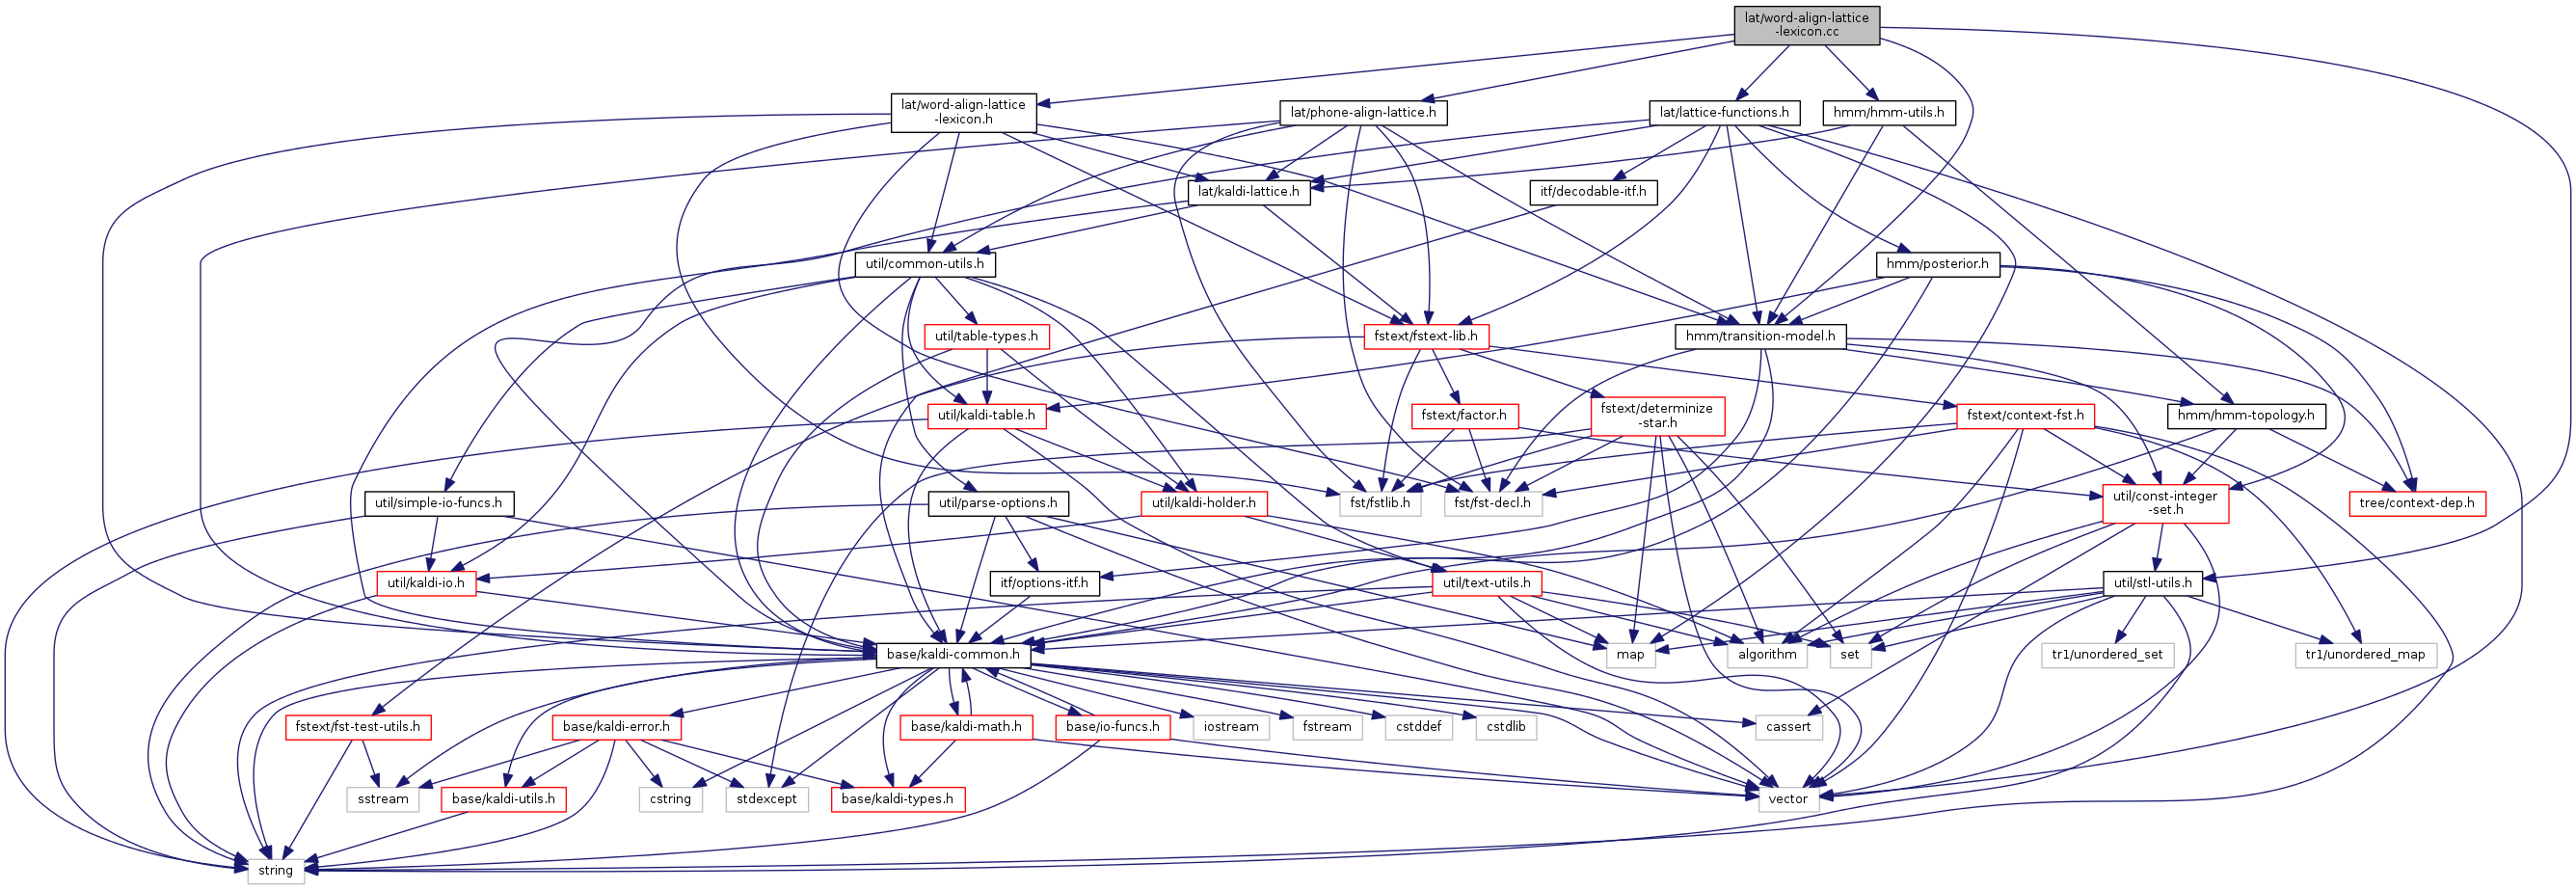 lat/word-align-lattice
-lexicon.cc
lat/word-align-lattice
-lexicon.h
lat/phone-align-lattice.h
lat/lattice-functions.h
hmm/hmm-utils.h
lat/kaldi-lattice.h
itf/decodable-itf.h
util/common-utils.h
hmm/posterior.h
util/table-types.h
fstext/fstext-lib.h
hmm/transition-model.h
util/kaldi-table.h
fstext/factor.h
fstext/determinize
-star.h
fstext/context-fst.h
hmm/hmm-topology.h
util/simple-io-funcs.h
util/parse-options.h
util/kaldi-holder.h
fst/fstlib.h
fst/fst-decl.h
util/const-integer
-set.h
tree/context-dep.h
util/kaldi-io.h
itf/options-itf.h
util/text-utils.h
util/stl-utils.h
base/kaldi-common.h
map
algorithm
set
tr1/unordered_set
tr1/unordered_map
fstext/fst-test-utils.h
base/kaldi-error.h
base/kaldi-math.h
base/io-funcs.h
iostream
fstream
cstddef
cstdlib
cassert
sstream
base/kaldi-utils.h
cstring
stdexcept
base/kaldi-types.h
vector
string